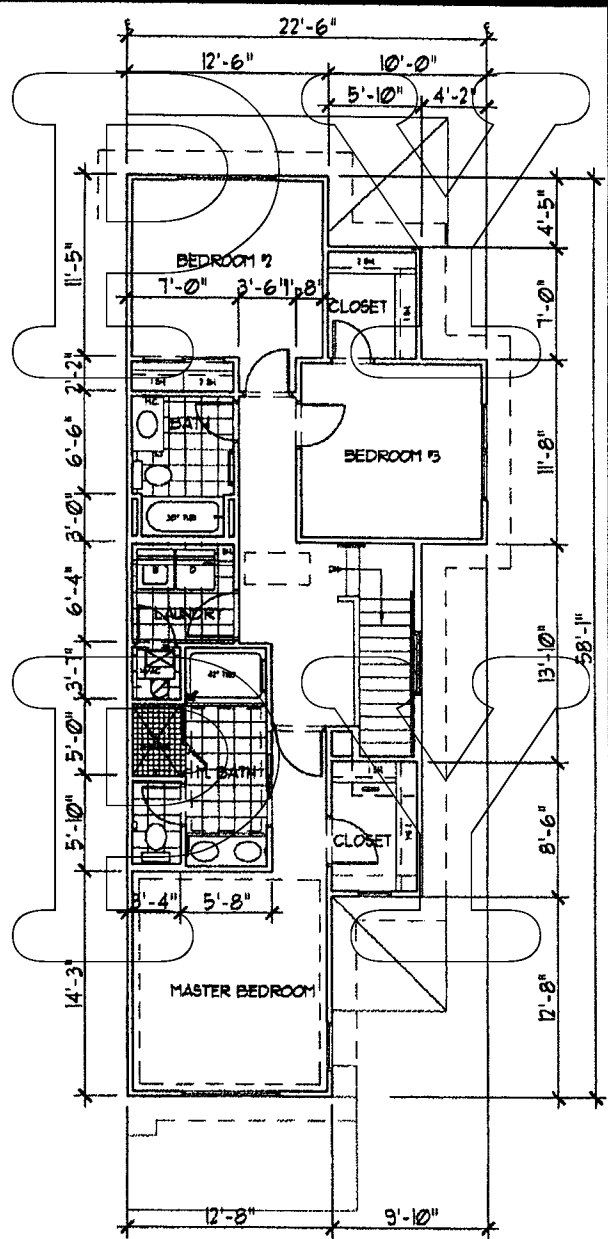 22'-6"
12'-6" 10'-0"
5'-10" 4'-2"
4'-5"
11'-5"
BEDROOM #2
7'-0" 3'-6" 1'-8"
CLOSET
7'-0"
2'-2"
BATH
6'-6"
BEDROOM #3
11'-8"
3'-0"
6'-4"
LAUNDRY
DN
13'-10"
58'-1"
3'-7"
42" TUB
5'-0"
M. BATH
5'-10"
CLOSET
8'-6"
3'-4" 5'-8"
14'-3"
MASTER BEDROOM
12'-8"
12'-8" 9'-10"